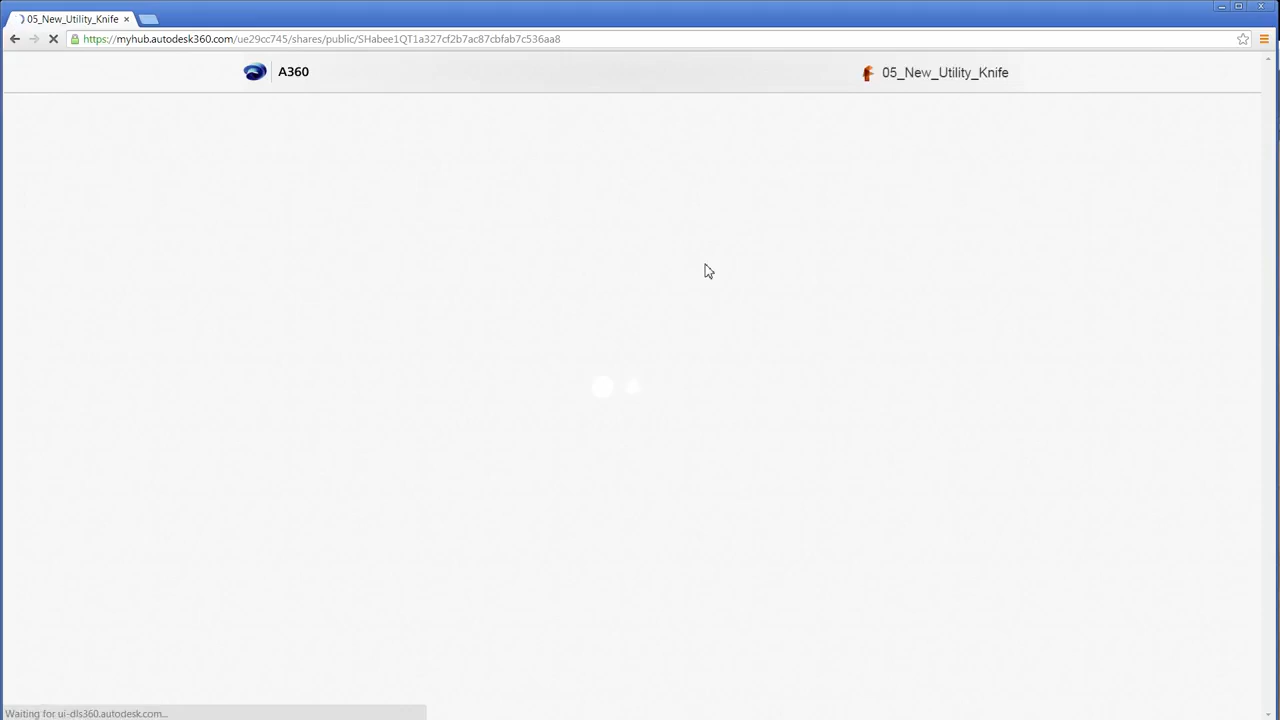 05_New_Utility_Knife
https://myhub.autodesk360.com/ue29cc745/shares/public/SHabee1QT1a327cf2b7ac87cbfab7c536aa8
A360
05_New_Utility_Knife
Waiting for ui-dls360.autodesk.com...